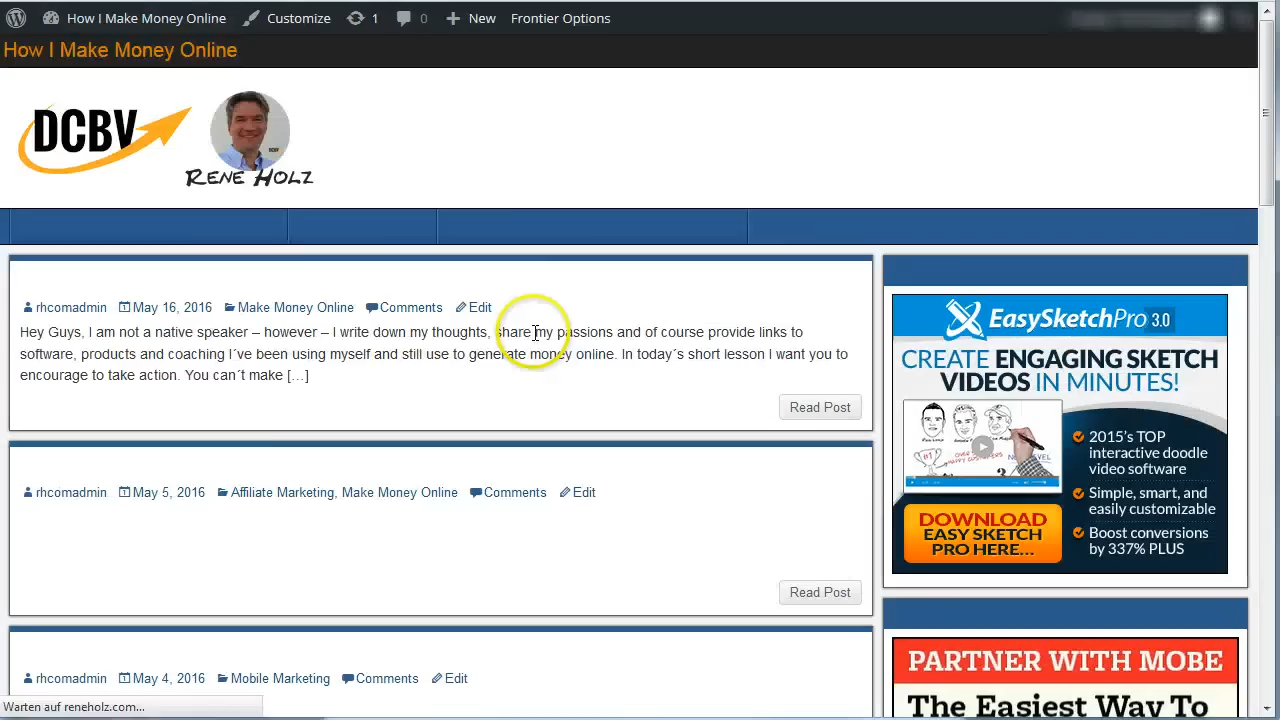 How I Make Money Online Customize 1 0 New Frontier Options
How I Make Money Online
DCBV
RENE HOLZ
rhcomadmin May 16, 2016 Make Money Online Comments Edit
Hey Guys, I am not a native speaker – however – I write down my thoughts, share my passions and of course provide links to
software, products and coaching I´ve been using myself and still use to generate money online. In today´s short lesson I want you to
encourage to take action. You can´t make […]
Read Post
rhcomadmin May 5, 2016 Affiliate Marketing, Make Money Online Comments Edit
Read Post
rhcomadmin May 4, 2016 Mobile Marketing Comments Edit
Warten auf reneholz.com...
EasySketchPro 3.0
CREATE ENGAGING SKETCH
VIDEOS IN MINUTES!
2015's TOP
interactive doodle
video software
Simple, smart, and
easily customizable
Boost conversions
by 337% PLUS
DOWNLOAD
EASY SKETCH
PRO HERE...
PARTNER WITH MOBE
The Easiest Way To